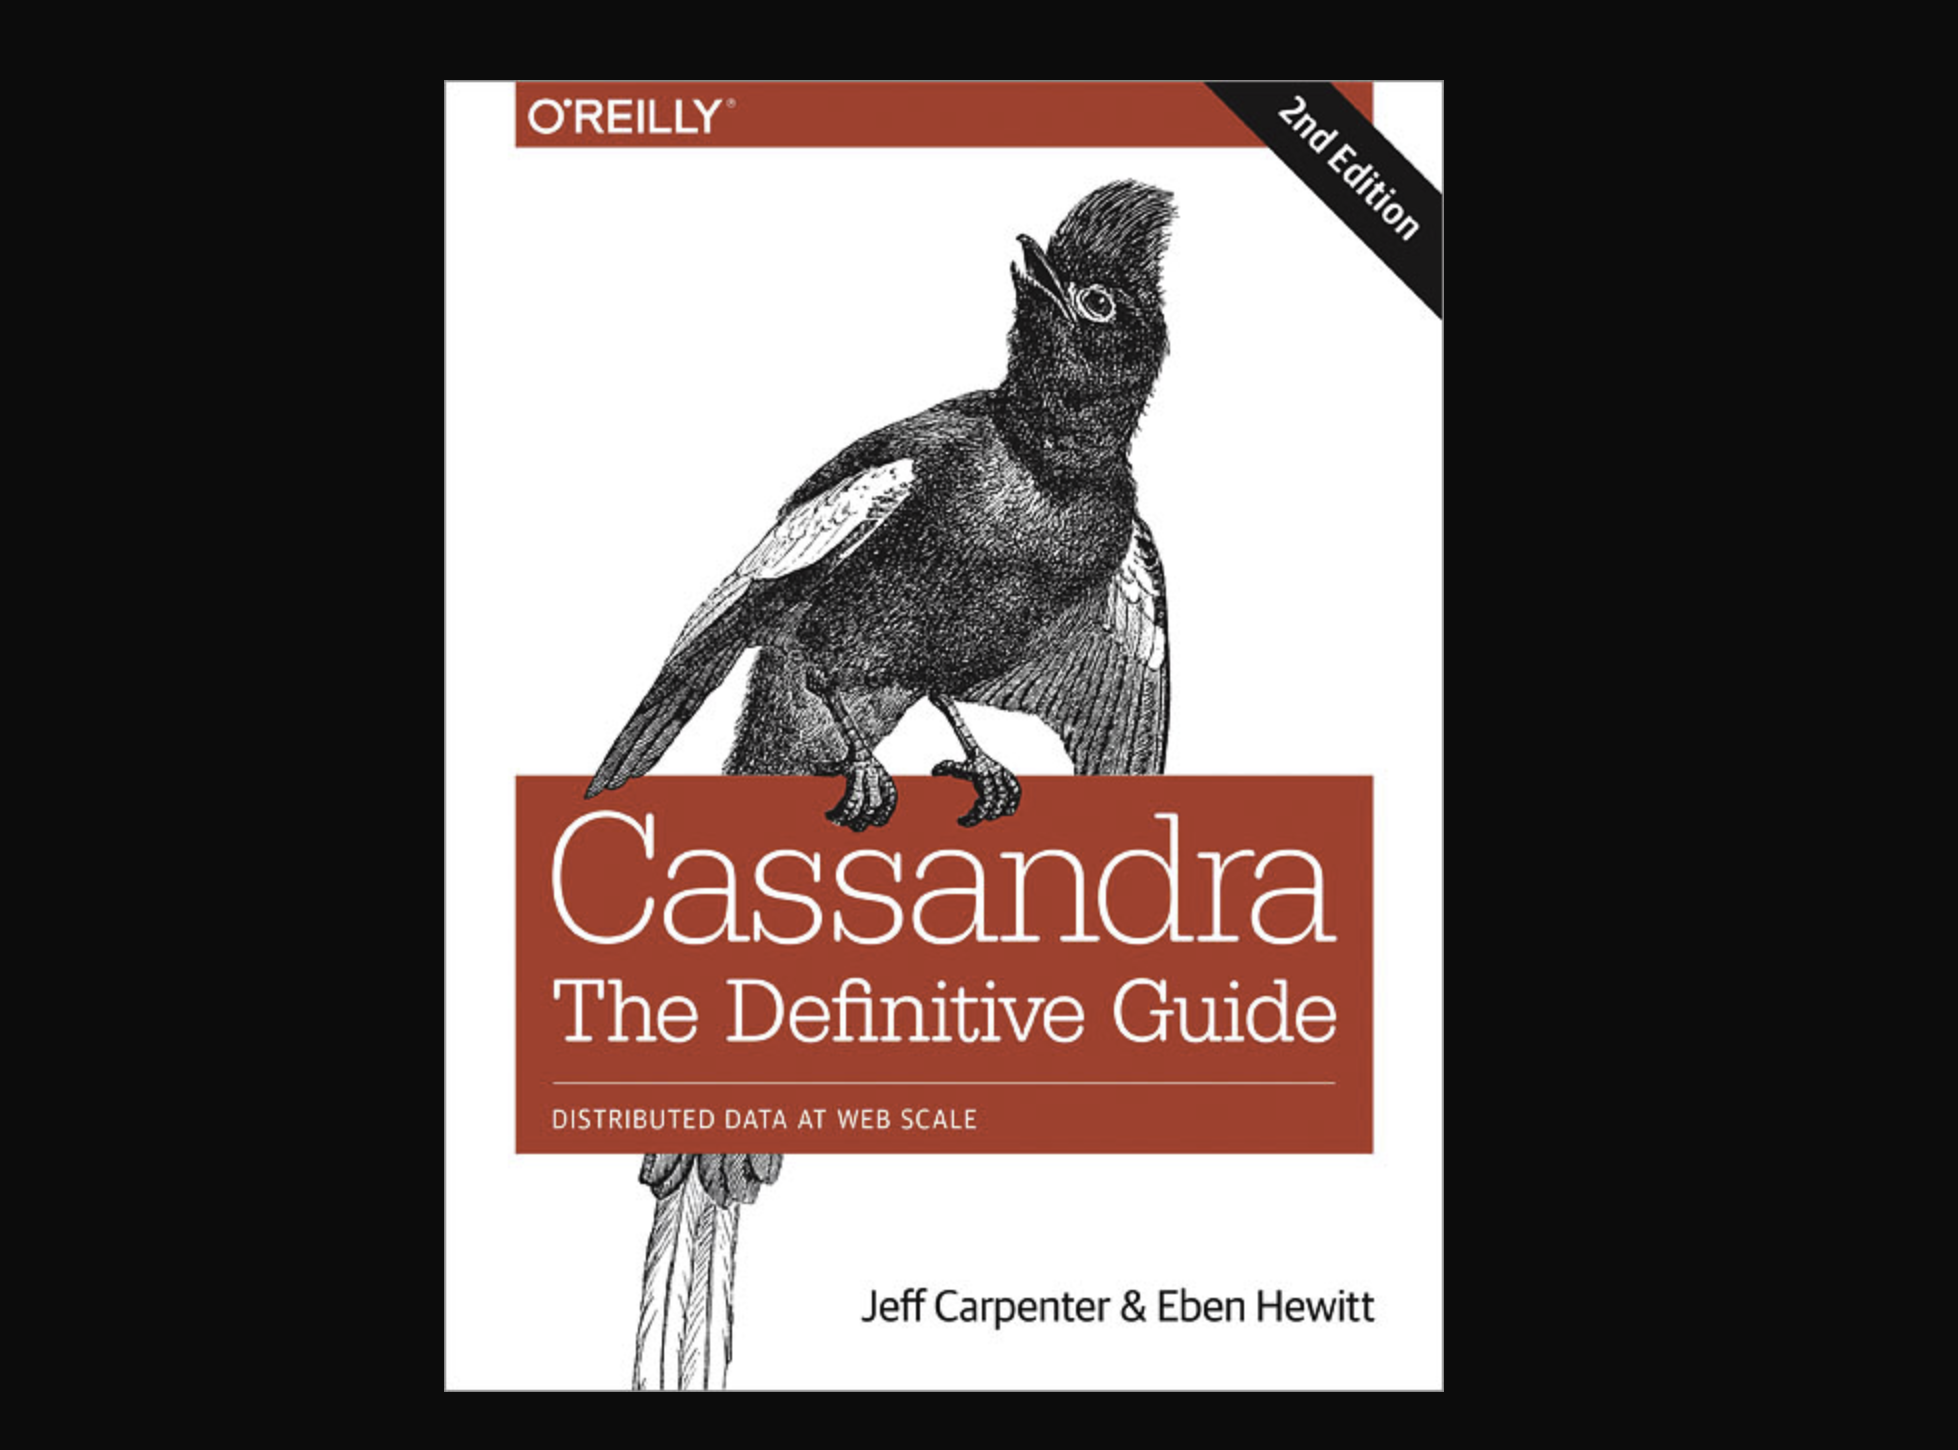 O'REILLY®
2nd Edition
Cassandra
The Definitive Guide
DISTRIBUTED DATA AT WEB SCALE
Jeff Carpenter & Eben Hewitt